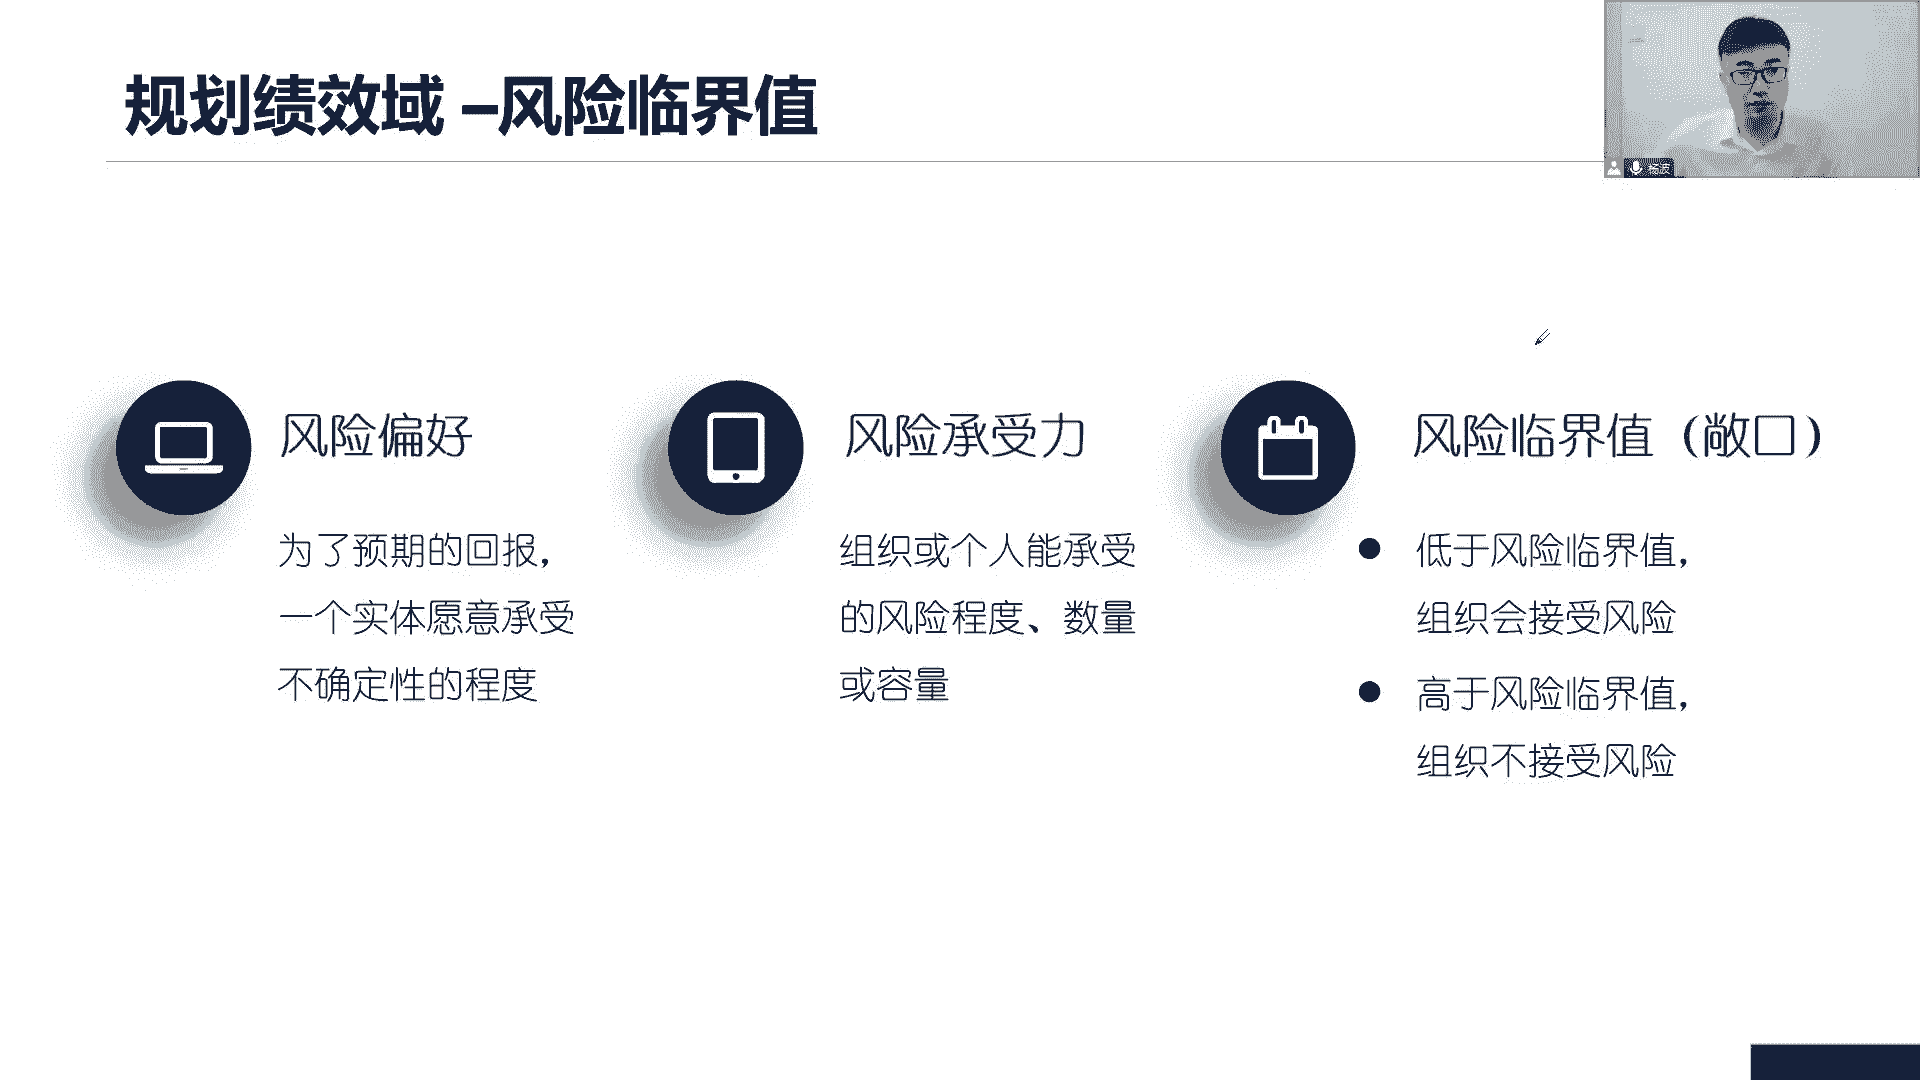 规划绩效域 –风险临界值
杨波
风险偏好
为了预期的回报，
一个实体愿意承受
不确定性的程度
风险承受力
组织或个人能承受
的风险程度、数量
或容量
风险临界值（敞口）
● 低于风险临界值，
组织会接受风险
● 高于风险临界值，
组织不接受风险